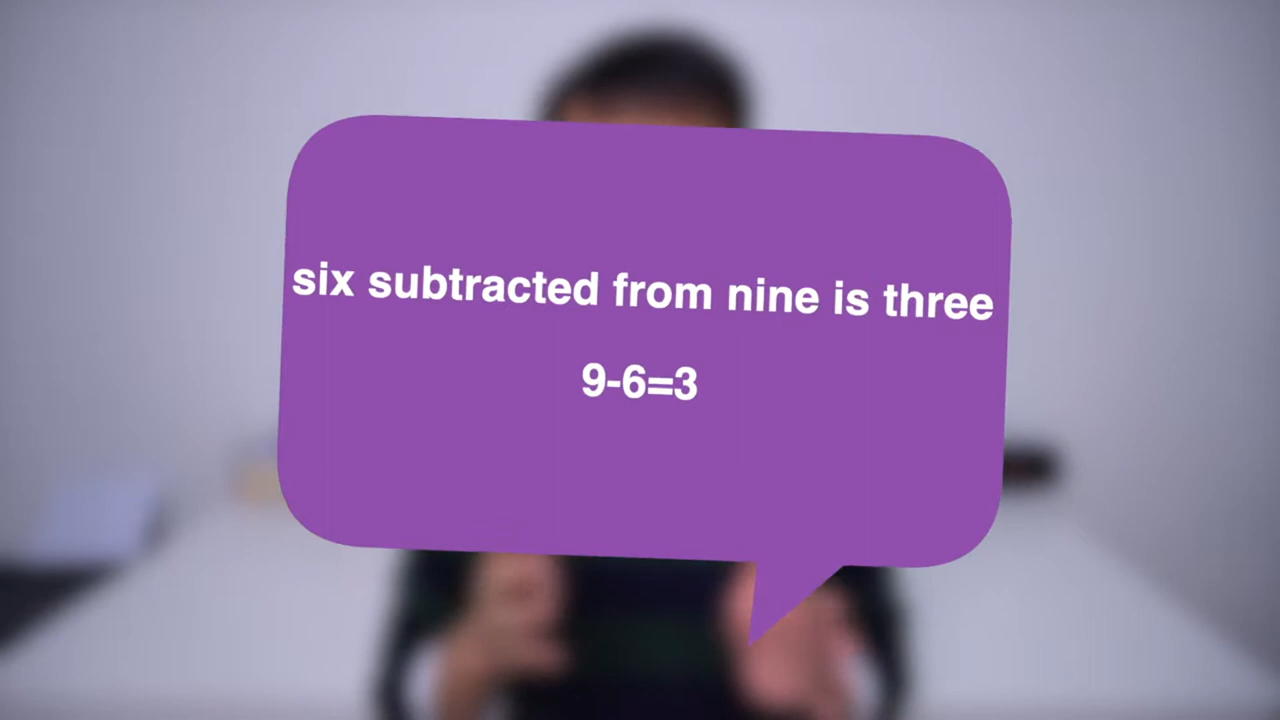 six subtracted from nine is three
9-6=3